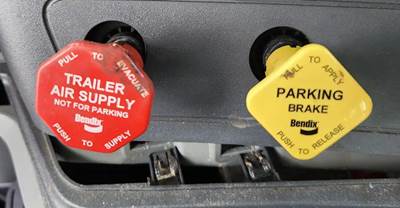 PULL TO EVACUATE
TRAILER
AIR SUPPLY
NOT FOR PARKING
Bendix
PUSH TO SUPPLY
PULL TO APPLY
PARKING
BRAKE
Bendix
PUSH TO RELEASE